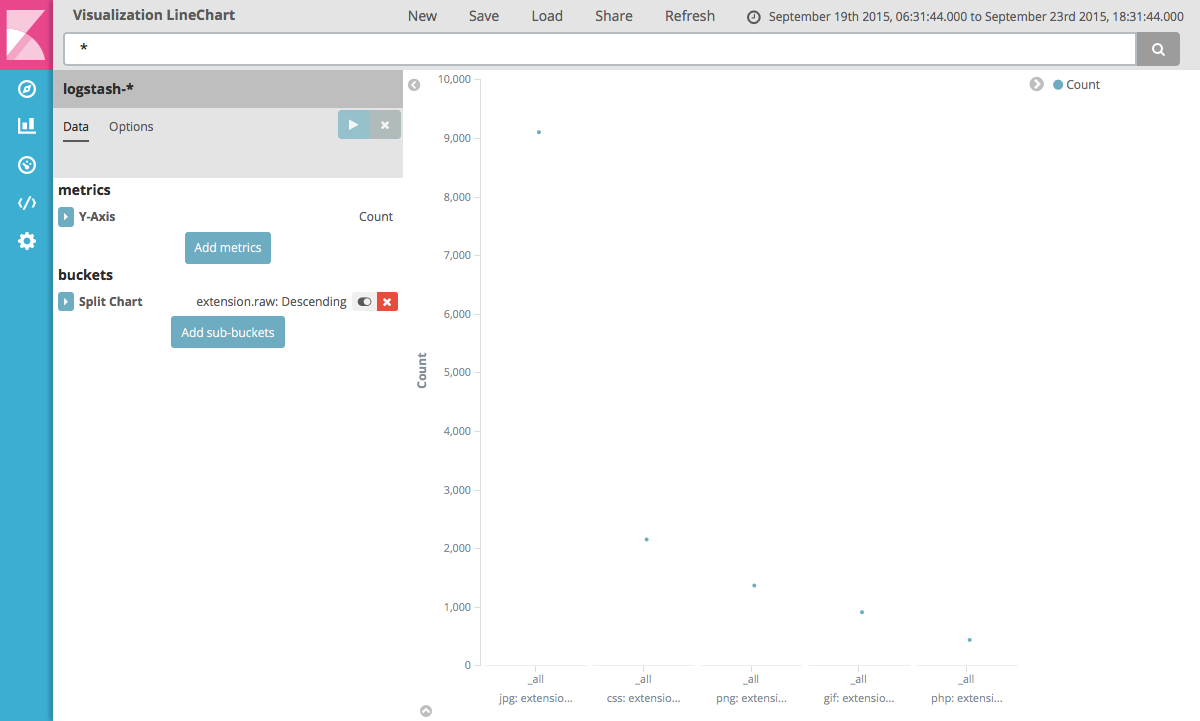 Visualization LineChart
New Save Load Share Refresh September 19th 2015, 06:31:44.000 to September 23rd 2015, 18:31:44.000
*
logstash-*
Data Options
metrics
Y-Axis Count
Add metrics
buckets
Split Chart extension.raw: Descending
Add sub-buckets
Count
10,000
9,000
8,000
7,000
6,000
5,000
4,000
3,000
2,000
1,000
0
_all _all _all _all _all
jpg: extensio... css: extensio... png: extensi... gif: extensio... php: extensi...
Count